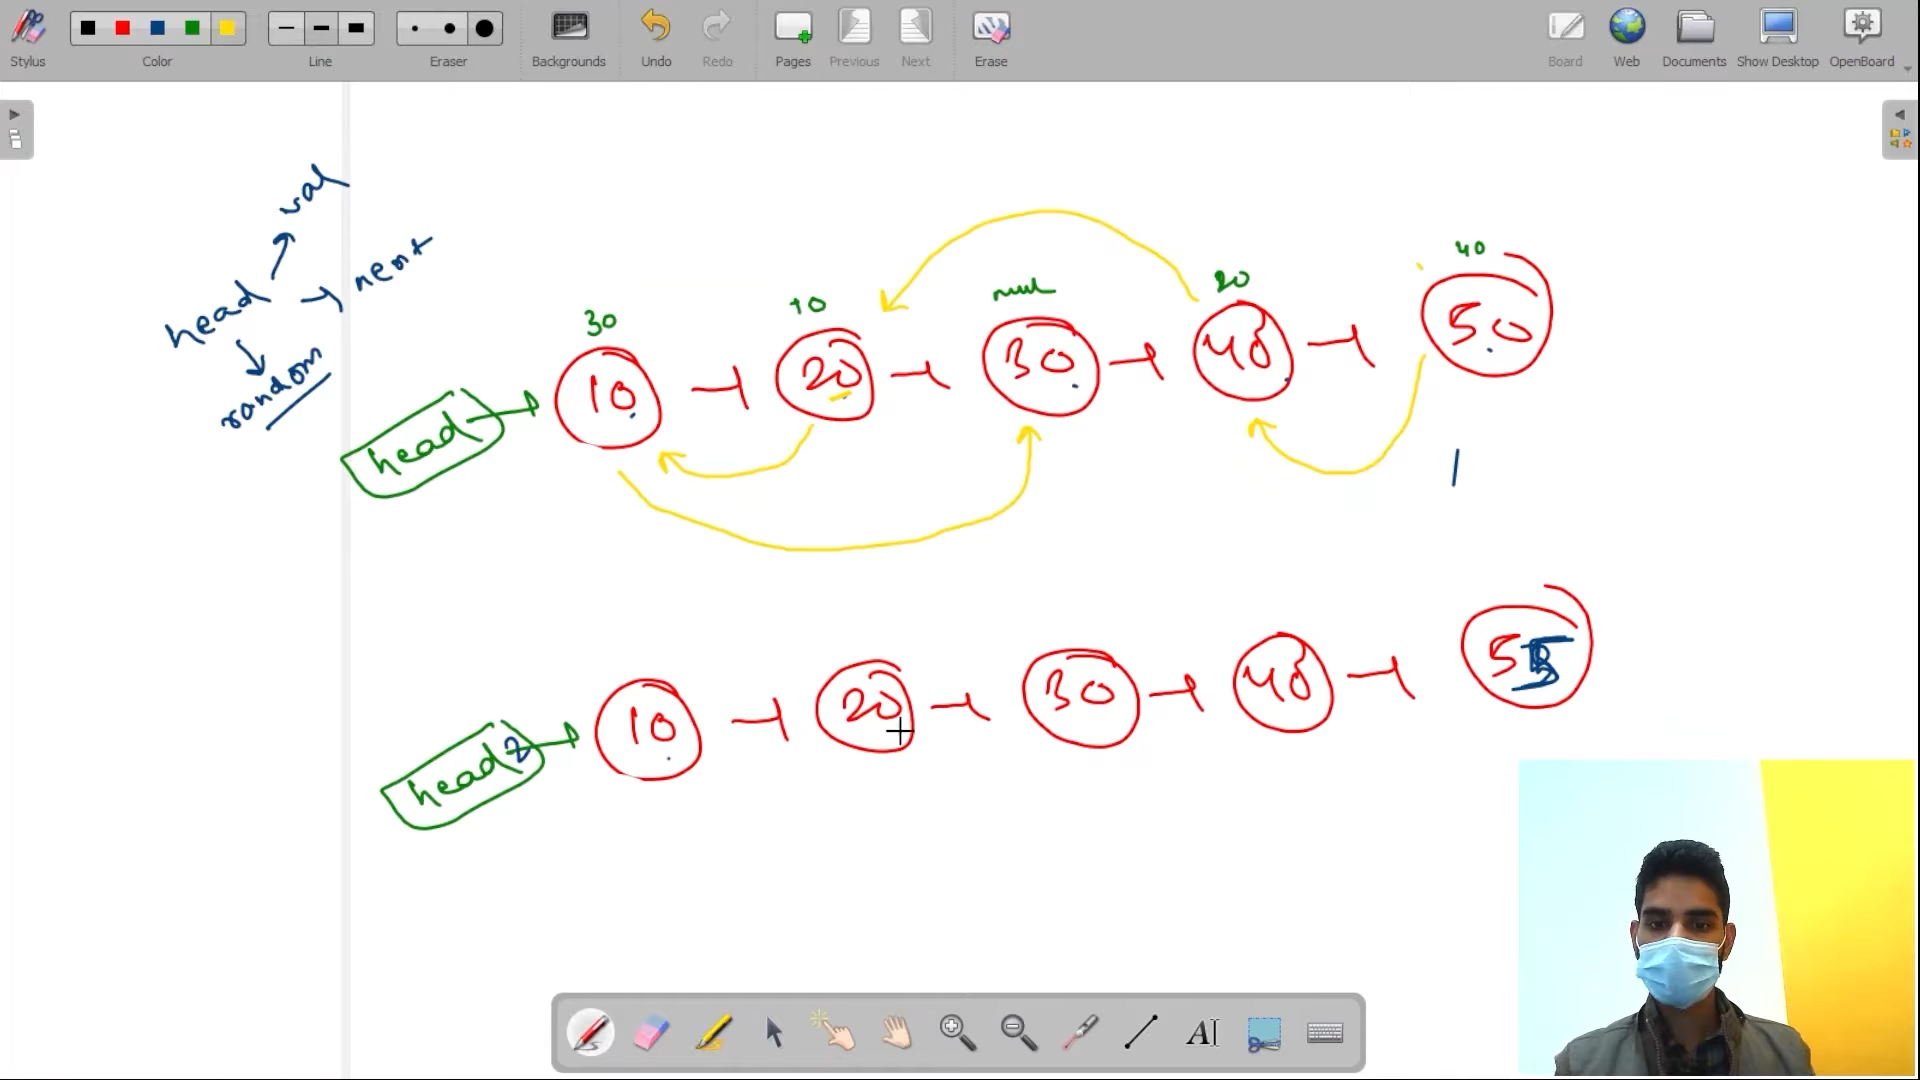 Stylus
Color
Line
Eraser
Backgrounds
Undo
Redo
Pages
Previous
Next
Erase
Board
Web
Documents
Show Desktop
OpenBoard
val
next
head
random
30
10
null
20
40
head
10
20
30
40
50
head2
10
20
30
40
5